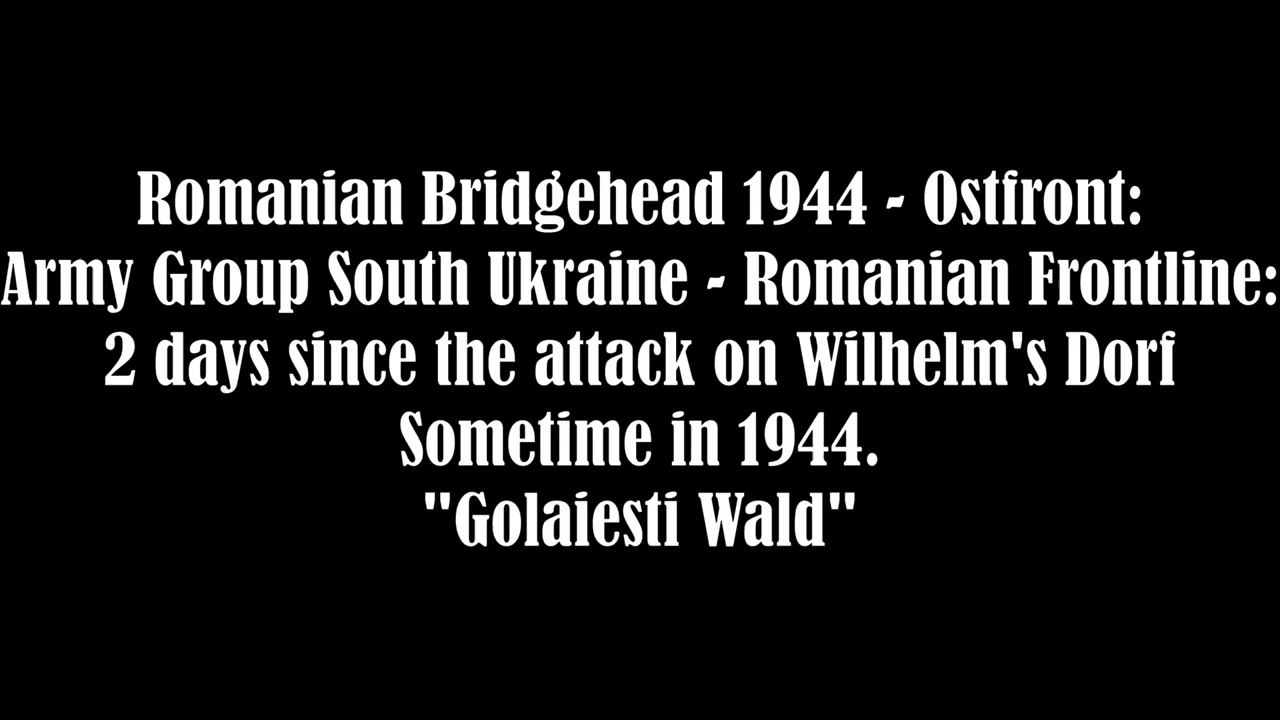 Romanian Bridgehead 1944 - Ostfront:
Army Group South Ukraine - Romanian Frontline:
2 days since the attack on Wilhelm's Dorf
Sometime in 1944.
"Golaiesti Wald"